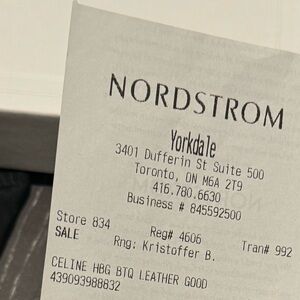 NORDSTROM
Yorkdale
3401 Dufferin St Suite 500
Toronto, ON M6A 2T9
416.780.6630
Business # 845592500
Store 834 Reg# 4606 Tran# 992
SALE Rng: Kristoffer B.
CELINE HBG BTQ LEATHER GOOD
439093988832